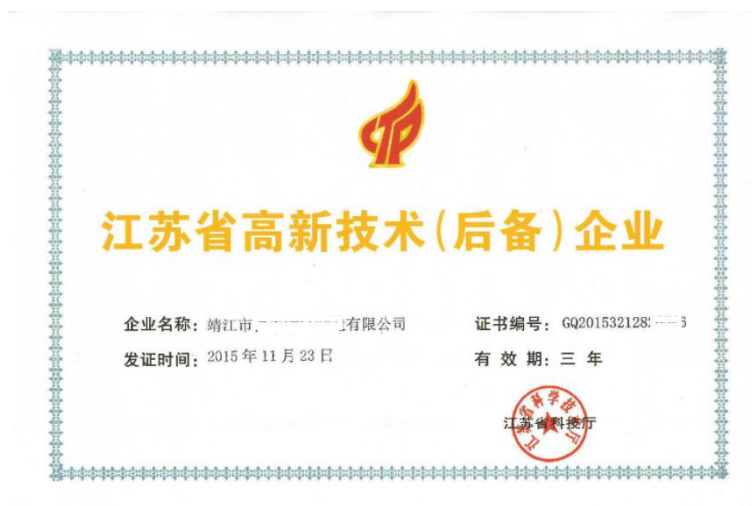 江苏省高新技术(后备)企业
企业名称：靖江市 有限公司
证书编号：GQ201532128
发证时间：2015年11月23日
有 效 期：三 年
江苏省科学技术厅
江苏省科技厅